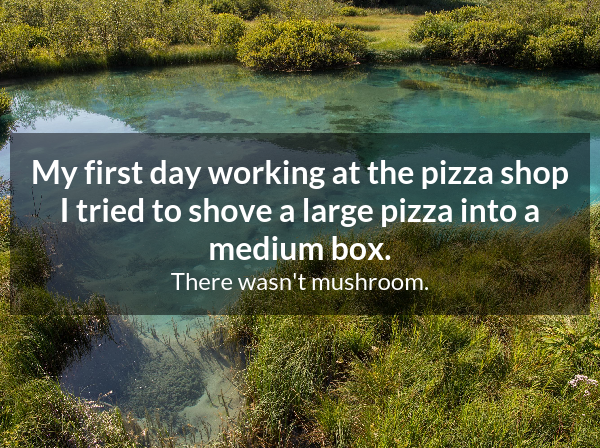 My first day working at the pizza shop
I tried to shove a large pizza into a
medium box.
There wasn't mushroom.